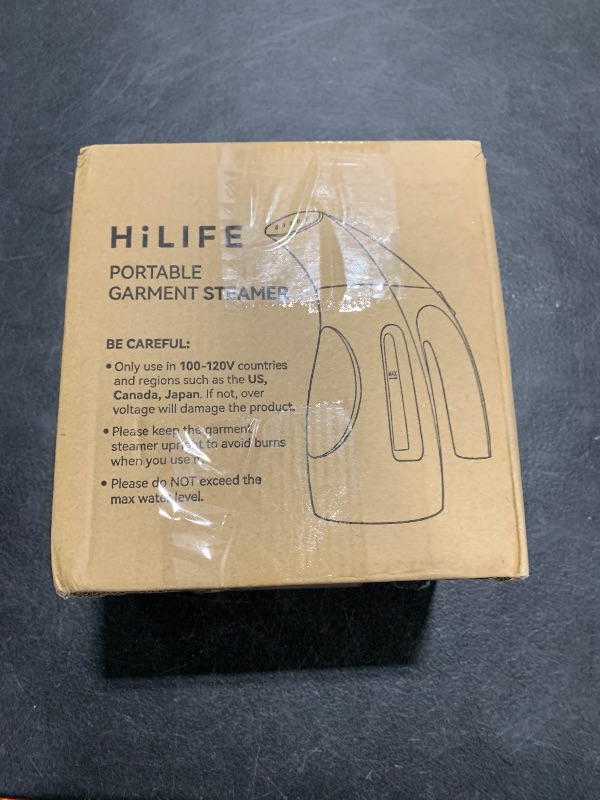 HiLIFE
PORTABLE
GARMENT STEAMER
BE CAREFUL:
• Only use in 100-120V countries
and regions such as the US,
Canada, Japan. If not, over
voltage will damage the product.
• Please keep the garment
steamer upright to avoid burns
when you use it.
• Please do NOT exceed the
max water level.
MAX